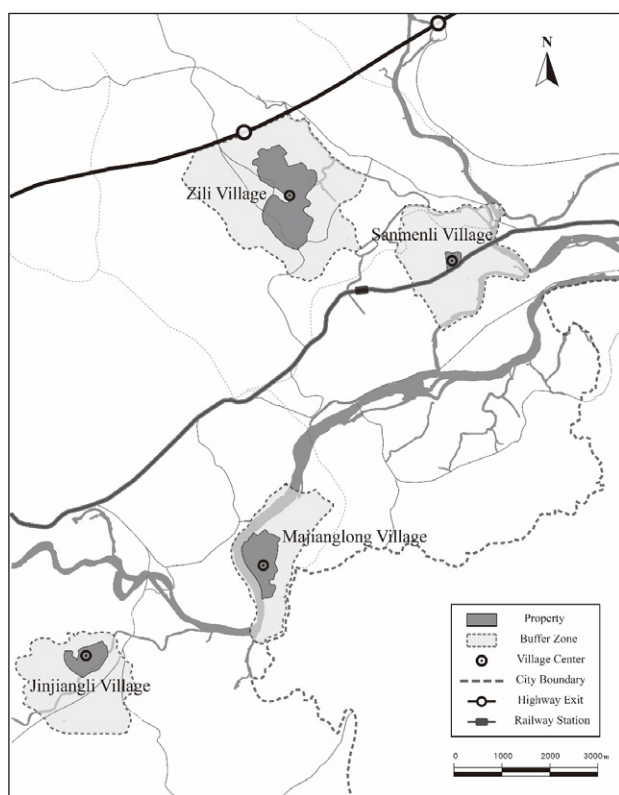 N
Zili Village
Sanmenli Village
Majianglong Village
Jinjiangli Village
Property
Buffer Zone
Village Center
City Boundary
Highway Exit
Railway Station
0 1000 2000 3000m